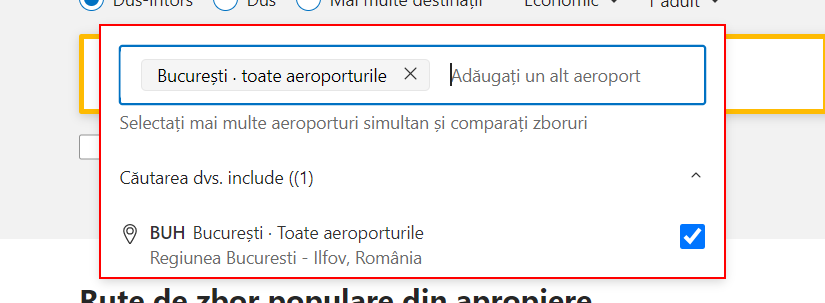 Dus-întors Dus Mai multe destinații Economic 1 adult
București · toate aeroporturile Adăugați un alt aeroport
Selectați mai multe aeroporturi simultan și comparați zboruri
Căutarea dvs. include ((1)
BUH București · Toate aeroporturile
Regiunea Bucuresti - Ilfov, România
Rute de zbor populare din apropiere